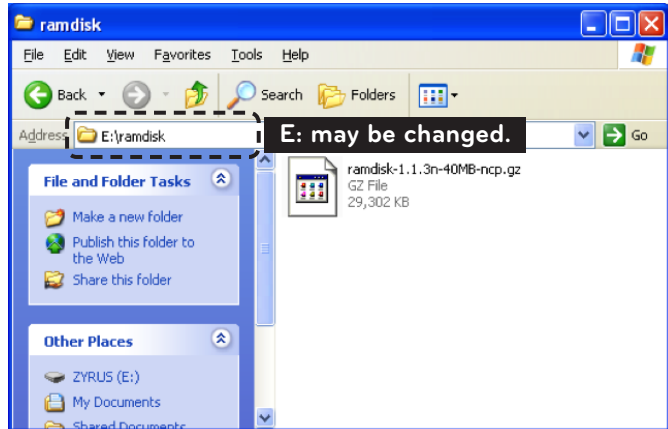 ramdisk
File Edit View Favorites Tools Help
Back Search Folders
Address E:\ramdisk E: may be changed. Go
File and Folder Tasks
Make a new folder
Publish this folder to
the Web
Share this folder
Other Places
ZYRUS (E:)
My Documents
Shared Documents
ramdisk-1.1.3n-40MB-ncp.gz
GZ File
29,302 KB